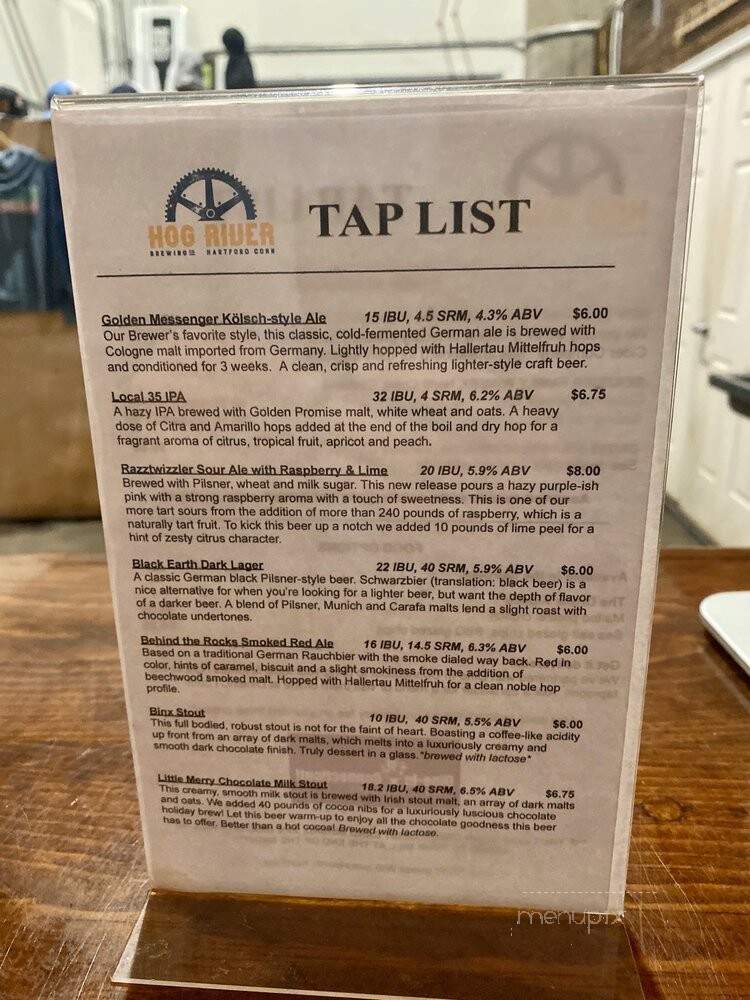 HOG RIVER
BREWING CO HARTFORD CONN
TAP LIST
Golden Messenger Kölsch-style Ale 15 IBU, 4.5 SRM, 4.3% ABV $6.00
Our Brewer's favorite style, this classic, cold-fermented German ale is brewed with
Cologne malt imported from Germany. Lightly hopped with Hallertau Mittelfruh hops
and conditioned for 3 weeks. A clean, crisp and refreshing lighter-style craft beer.
Local 35 IPA 32 IBU, 4 SRM, 6.2% ABV $6.75
A hazy IPA brewed with Golden Promise malt, white wheat and oats. A heavy
dose of Citra and Amarillo hops added at the end of the boil and dry hop for a
fragrant aroma of citrus, tropical fruit, apricot and peach.
Razztwizzler Sour Ale with Raspberry & Lime 20 IBU, 5.9% ABV $8.00
Brewed with Pilsner, wheat and milk sugar. This new release pours a hazy purple-ish
pink with a strong raspberry aroma with a touch of sweetness. This is one of our
more tart sours from the addition of more than 240 pounds of raspberry, which is a
naturally tart fruit. To kick this beer up a notch we added 10 pounds of lime peel for a
hint of zesty citrus character.
Black Earth Dark Lager 22 IBU, 40 SRM, 5.9% ABV $6.00
A classic German black Pilsner-style beer. Schwarzbier (translation: black beer) is a
nice alternative for when you're looking for a lighter beer, but want the depth of flavor
of a darker beer. A blend of Pilsner, Munich and Carafa malts lend a slight roast with
chocolate undertones.
Behind the Rocks Smoked Red Ale 16 IBU, 14.5 SRM, 6.3% ABV $6.00
Based on a traditional German Rauchbier with the smoke dialed way back. Red in
color, hints of caramel, biscuit and a slight smokiness from the addition of
beechwood smoked malt. Hopped with Hallertau Mittelfruh for a clean noble hop
profile.
Binx Stout 10 IBU, 40 SRM, 5.5% ABV $6.00
This full bodied, robust stout is not for the faint of heart. Boasting a coffee-like acidity
up front from an array of dark malts, which melts into a luxuriously creamy and
smooth dark chocolate finish. Truly dessert in a glass.*brewed with lactose*
Little Merry Chocolate Milk Stout 18.2 IBU, 40 SRM, 6.5% ABV $6.75
This creamy, smooth milk stout is brewed with Irish stout malt, an array of dark malts
and oats. We added 40 pounds of cocoa nibs for a luxuriously luscious chocolate
holiday brew! Let this beer warm-up to enjoy all the chocolate goodness this beer
has to offer. Better than a hot cocoa! Brewed with lactose.
menupix